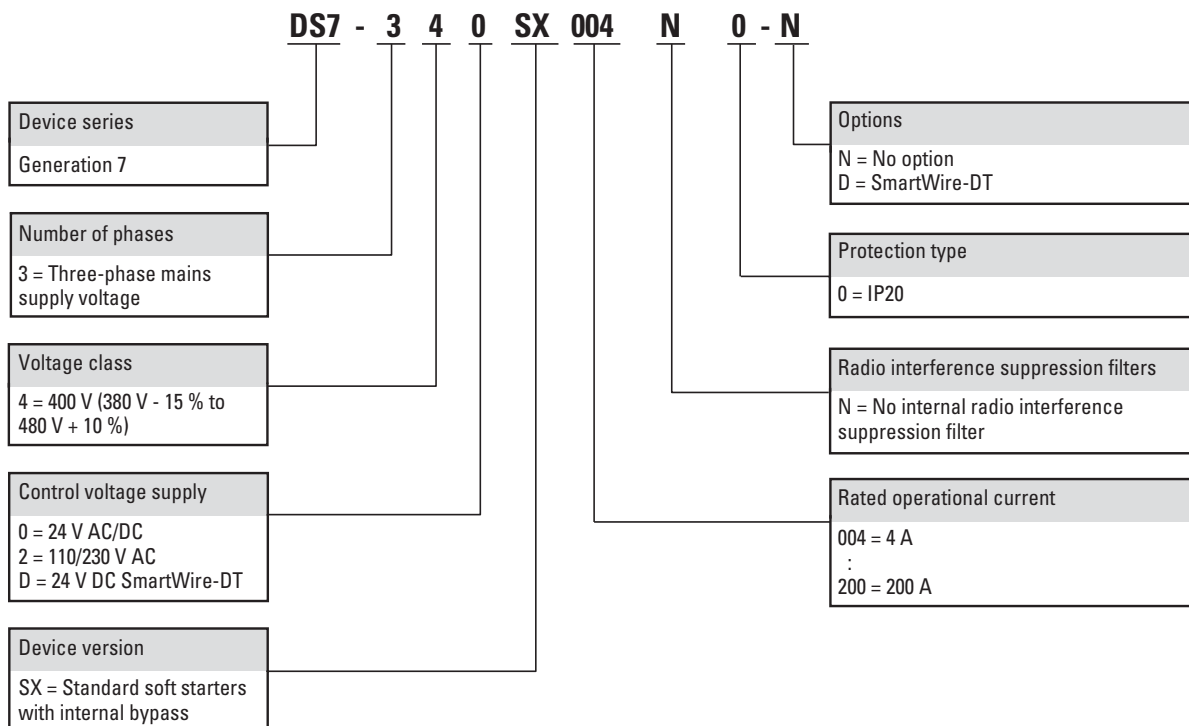 DS7 - 3 4 0 SX 004 N 0 - N
Device series
Generation 7
Number of phases
3 = Three-phase mains
supply voltage
Voltage class
4 = 400 V (380 V - 15 % to
480 V + 10 %)
Control voltage supply
0 = 24 V AC/DC
2 = 110/230 V AC
D = 24 V DC SmartWire-DT
Device version
SX = Standard soft starters
with internal bypass
Options
N = No option
D = SmartWire-DT
Protection type
0 = IP20
Radio interference suppression filters
N = No internal radio interference
suppression filter
Rated operational current
004 = 4 A
:
200 = 200 A